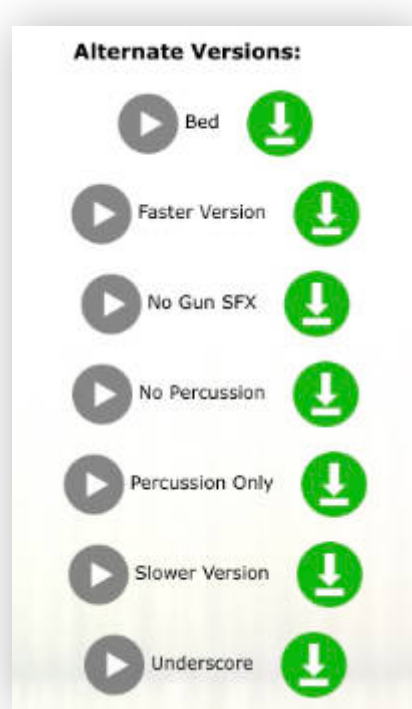 Alternate Versions:
Bed
Faster Version
No Gun SFX
No Percussion
Percussion Only
Slower Version
Underscore